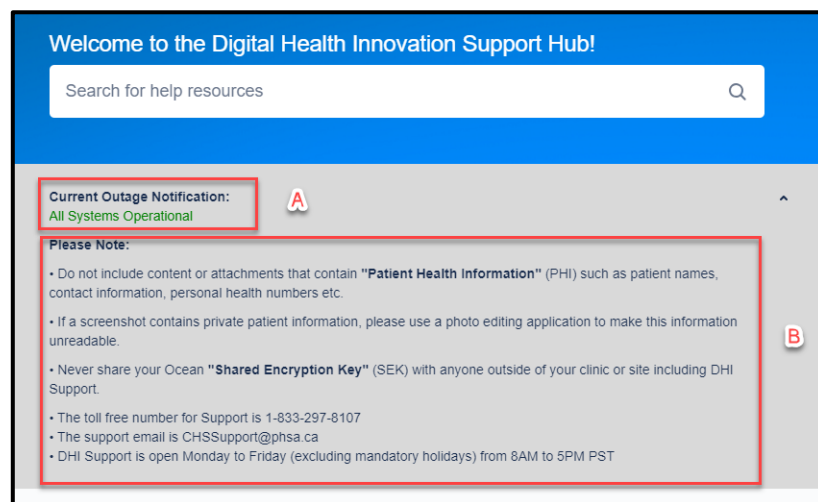 Welcome to the Digital Health Innovation Support Hub!
Search for help resources
Current Outage Notification:
A
All Systems Operational
Please Note:
• Do not include content or attachments that contain "Patient Health Information" (PHI) such as patient names,
contact information, personal health numbers etc.
• If a screenshot contains private patient information, please use a photo editing application to make this information
unreadable.
B
• Never share your Ocean "Shared Encryption Key" (SEK) with anyone outside of your clinic or site including DHI
Support.
• The toll free number for Support is 1-833-297-8107
• The support email is CHSSupport@phsa.ca
• DHI Support is open Monday to Friday (excluding mandatory holidays) from 8AM to 5PM PST